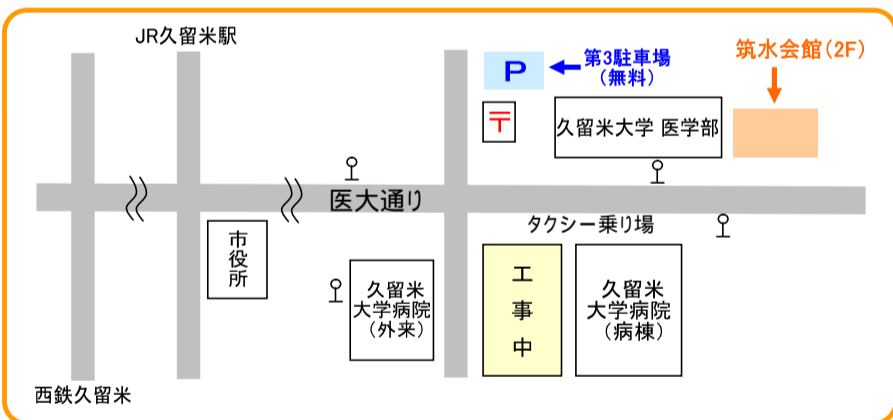 JR久留米駅
P
第3駐車場
（無料）
筑水会館(2F)
〒
久留米大学 医学部
医大通り
タクシー乗り場
市
役
所
久留米
大学病院
（外来）
工
事
中
久留米
大学病院
（病棟）
西鉄久留米